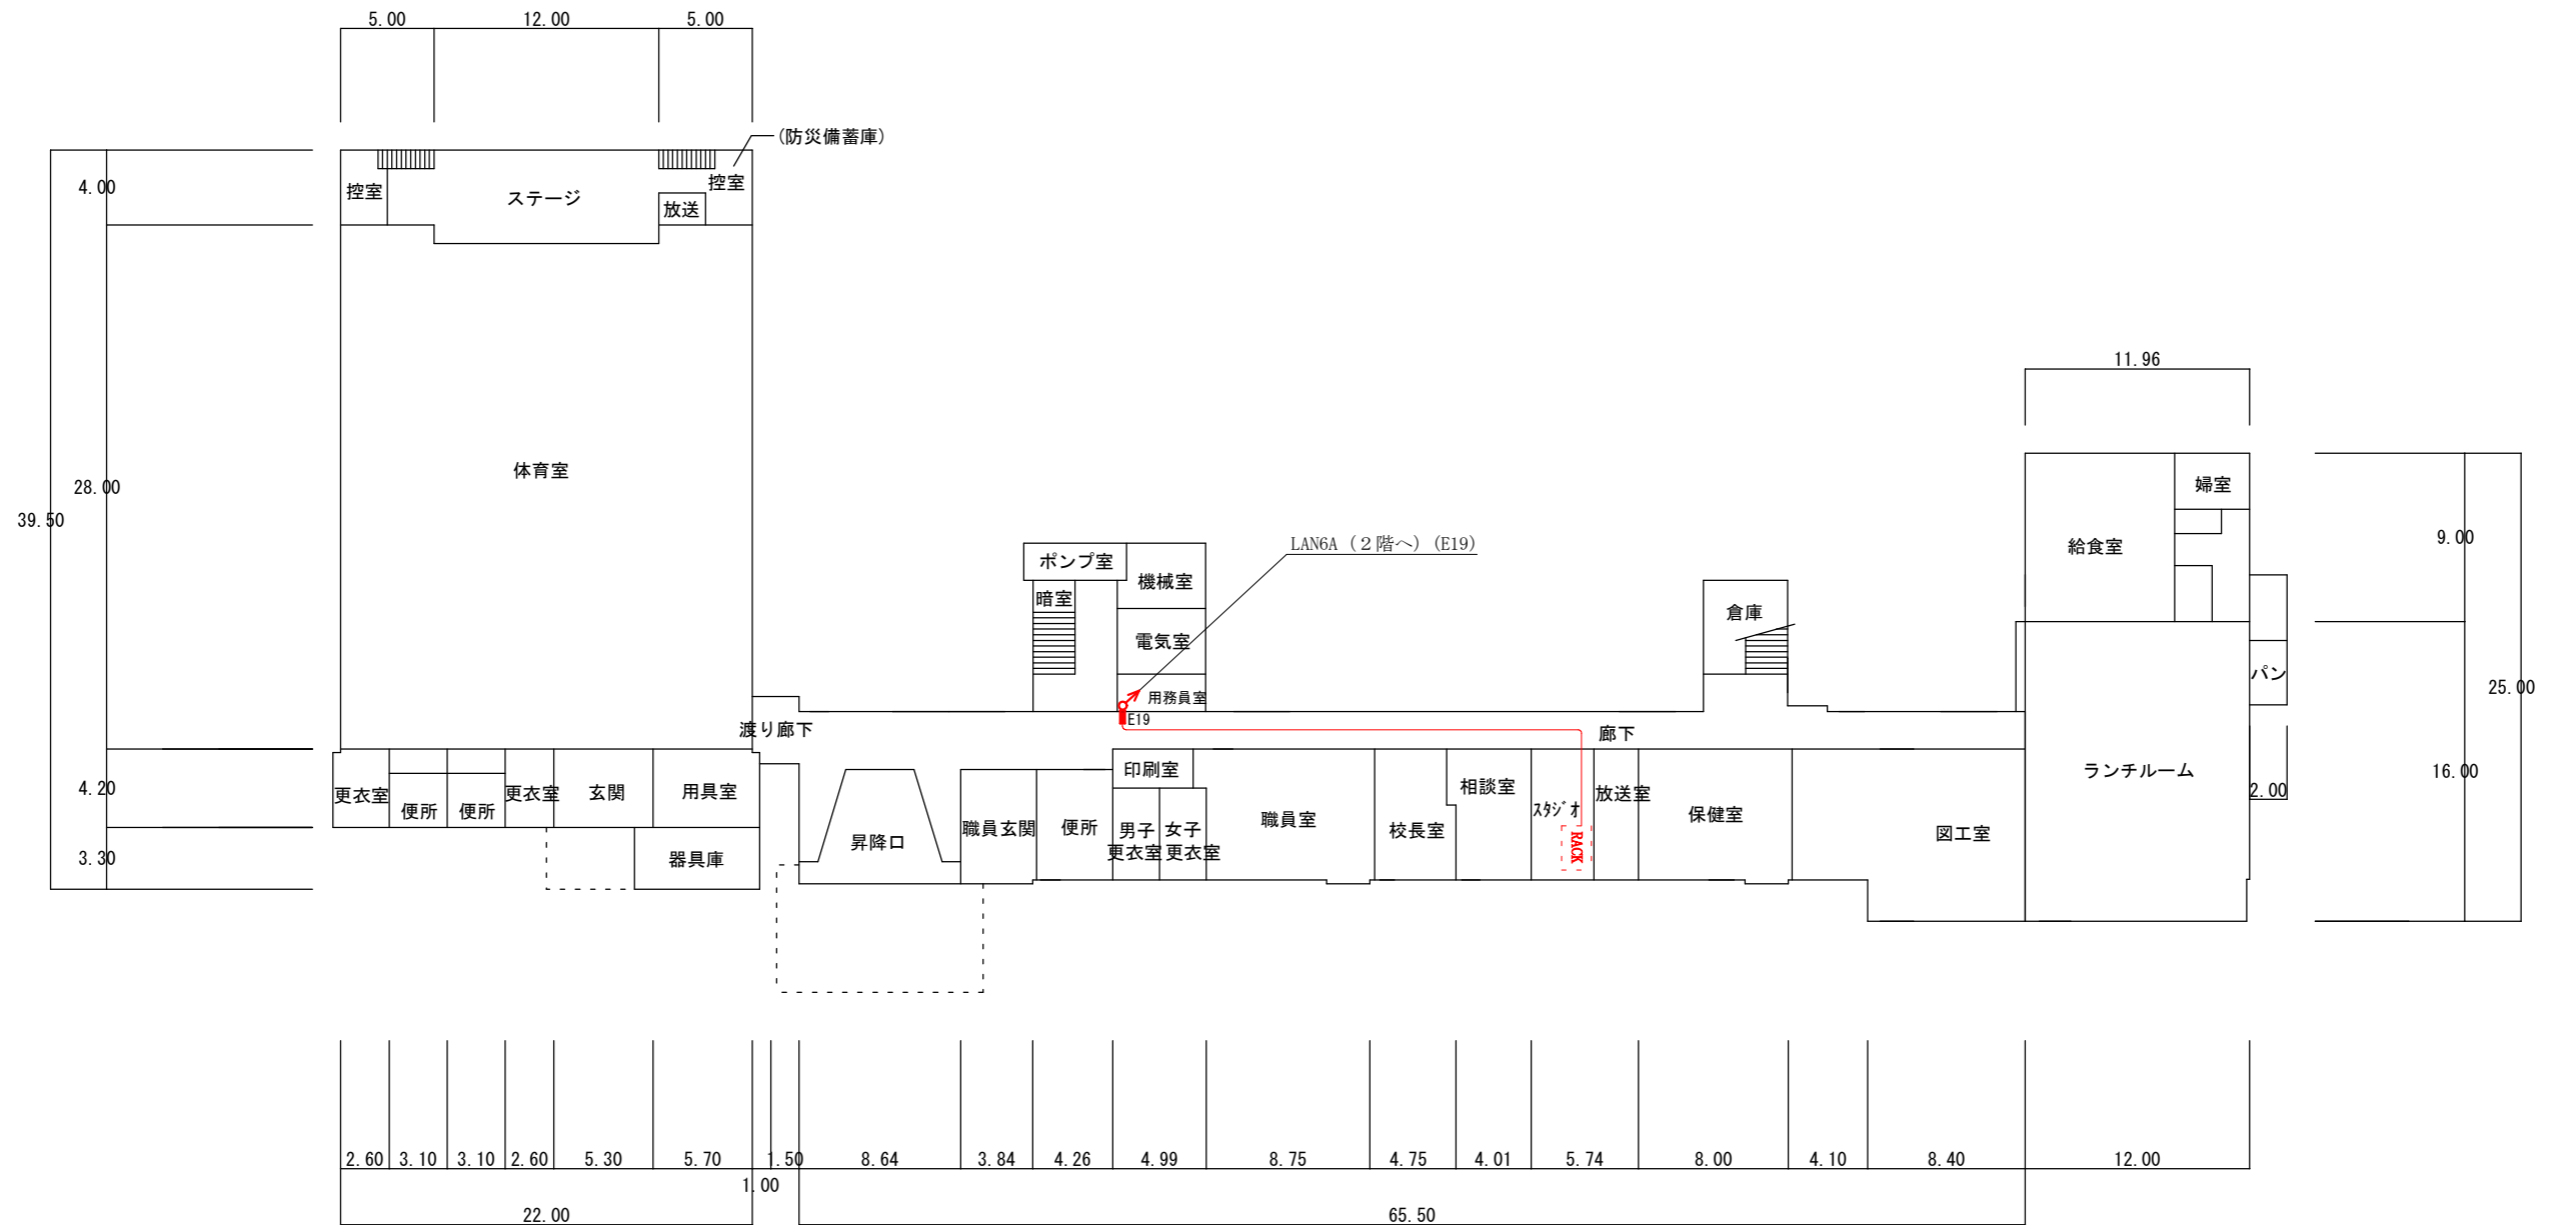 5.00 12.00 5.00
(防災備蓄庫)
4.00
控室
ステージ
控室
放送
11.96
体育室
28.00
39.50
婦室
9.00
LAN6A（２階へ）(E19)
給食室
ポンプ室
機械室
暗室
倉庫
電気室
パン
25.00
用務員室
E19
渡り廊下
廊下
印刷室
ランチルーム
16.00
4.20
更衣室
便所
便所
更衣室
玄関
用具室
相談室
放送室
2.00
スタジオ
保健室
職員玄関
便所
男子
更衣室
女子
更衣室
職員室
校長室
図工室
昇降口
RACK
3.30
器具庫
2.60 3.10 3.10 2.60 5.30 5.70 1.50 8.64 3.84 4.26 4.99 8.75 4.75 4.01 5.74 8.00 4.10 8.40 12.00
1.00
22.00 65.50